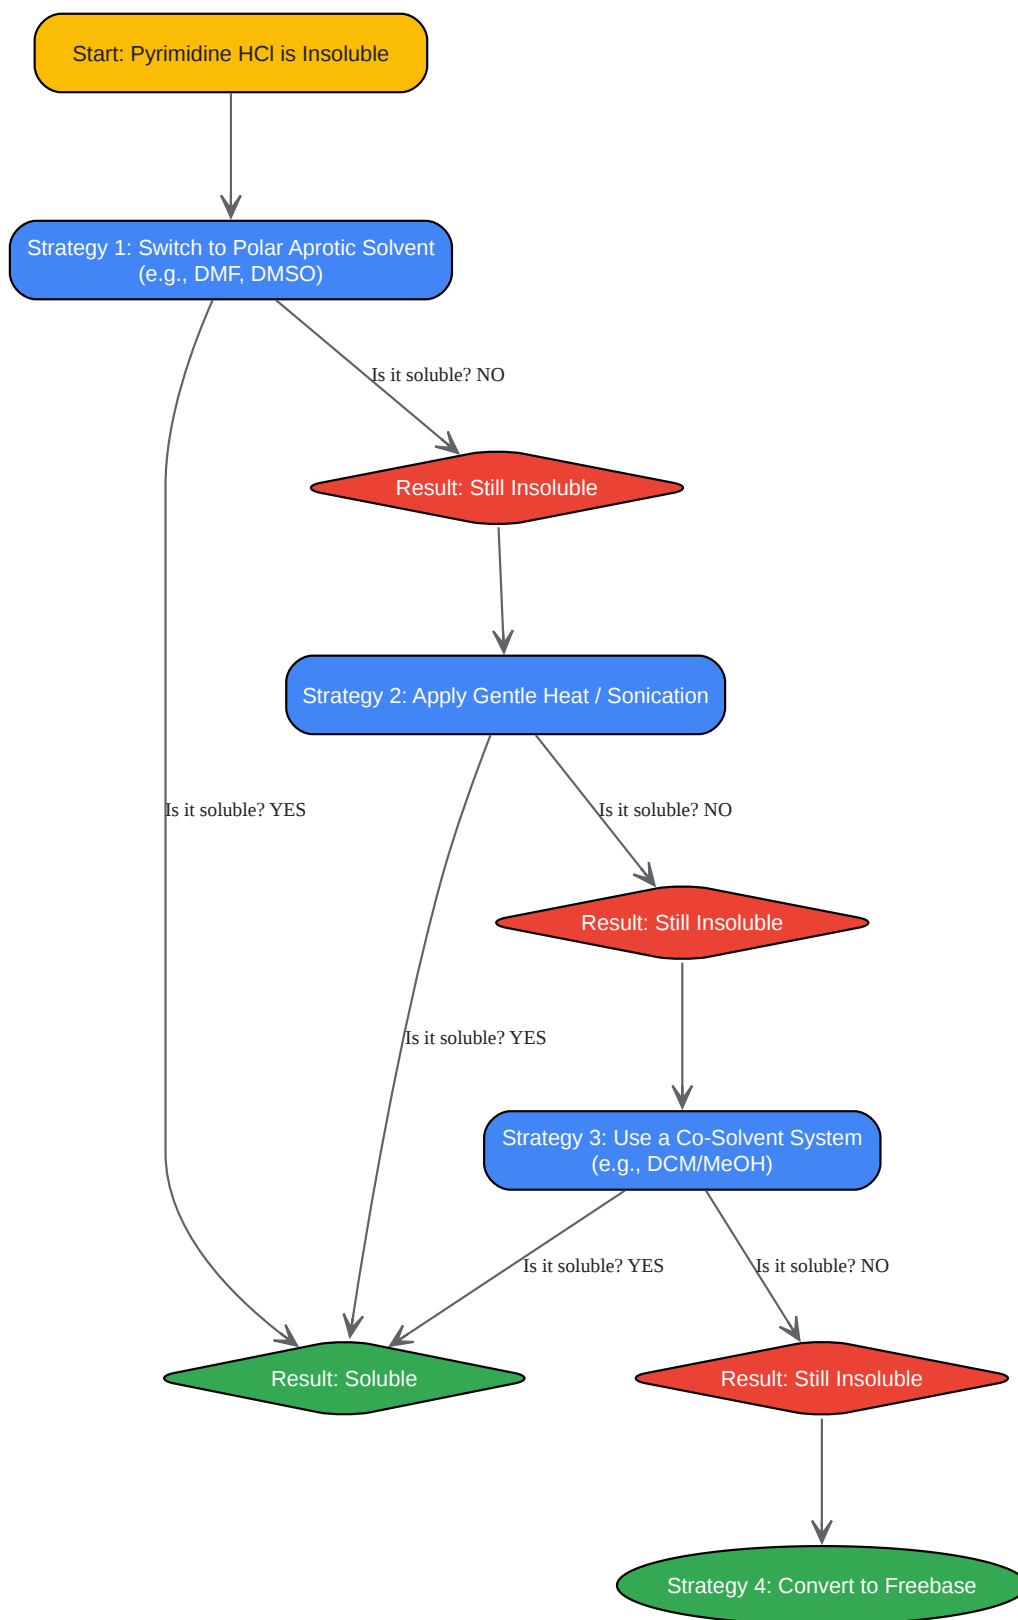 Start: Pyrimidine HCl is Insoluble
Strategy 1: Switch to Polar Aprotic Solvent
(e.g., DMF, DMSO)
Is it soluble? NO
Result: Still Insoluble
Strategy 2: Apply Gentle Heat / Sonication
Is it soluble? YES
Is it soluble? NO
Result: Still Insoluble
Is it soluble? YES
Strategy 3: Use a Co-Solvent System
(e.g., DCM/MeOH)
Is it soluble? YES
Is it soluble? NO
Result: Soluble
Result: Still Insoluble
Strategy 4: Convert to Freebase